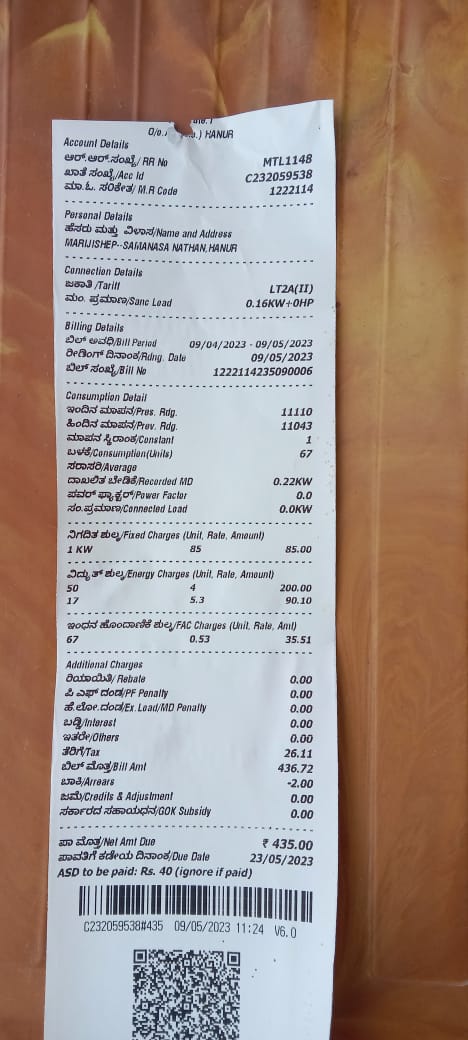 HANUR
Account Details
ಆರ್.ಆರ್.ಸಂಖ್ಯೆ/ RR No MTL1148
ಖಾತೆ ಸಂಖ್ಯೆ/Acc Id C232059538
ಮಾ.ಓ. ಸಂಕೇತ/ M.R Code 1222114
Personal Details
ಹೆಸರು ಮತ್ತು ವಿಳಾಸ/Name and Address
MARIJISHEP--SAMANASA NATHAN,HANUR
Connection Details
ಜಕಾತಿ/Tariff LT2A(II)
ಮಂ. ಪ್ರಮಾಣ/Sanc Load 0.16KW+0HP
Billing Details
ಬಿಲ್ ಅವಧಿ/Bill Period 09/04/2023 - 09/05/2023
ರೀಡಿಂಗ್ ದಿನಾಂಕ/Rdng. Date 09/05/2023
ಬಿಲ್ ಸಂಖ್ಯೆ/Bill No 1222114235090006
Consumption Detail
ಇಂದಿನ ಮಾಪನ/Pres. Rdg. 11110
ಹಿಂದಿನ ಮಾಪನ/Prev. Rdg. 11043
ಮಾಪನ ಸ್ಥಿರಾಂಕ/Constant 1
ಬಳಕೆ/Consumption(Units) 67
ಸರಾಸರಿ/Average
ದಾಖಲಿತ ಬೇಡಿಕೆ/Recorded MD 0.22KW
ಪವರ್ ಫ್ಯಾಕ್ಟರ್/Power Factor 0.0
ಸಂ.ಪ್ರಮಾಣ/Connected Load 0.0KW
ನಿಗದಿತ ಶುಲ್ಕ/Fixed Charges (Unit, Rate, Amount)
1 KW 85 85.00
ವಿದ್ಯುತ್ ಶುಲ್ಕ/Energy Charges (Unit, Rate, Amount)
50 4 200.00
17 5.3 90.10
ಇಂಧನ ಹೊಂದಾಣಿಕೆ ಶುಲ್ಕ/FAC Charges (Unit, Rate, Amt)
67 0.53 35.51
Additional Charges
ರಿಯಾಯಿತಿ/ Rebate 0.00
ಪಿ ಎಫ್ ದಂಡ/PF Penalty 0.00
ಹೆ.ಲೋ.ದಂಡ/Ex. Load/MD Penalty 0.00
ಬಡ್ಡಿ/Interest 0.00
ಇತರೇ/Others 0.00
ತೆರಿಗೆ/Tax 26.11
ಬಿಲ್ ಮೊತ್ತ/Bill Amt 436.72
ಬಾಕಿ/Arrears -2.00
ಜಮೆ/Credits & Adjustment 0.00
ಸರ್ಕಾರದ ಸಹಾಯಧನ/GOK Subsidy 0.00
ಪಾ ಮೊತ್ತ/Net Amt Due ₹ 435.00
ಪಾವತಿಗೆ ಕಡೇಯ ದಿನಾಂಕ/Due Date 23/05/2023
ASD to be paid: Rs. 40 (ignore if paid)
C232059538#435 09/05/2023 11:24 V6.0